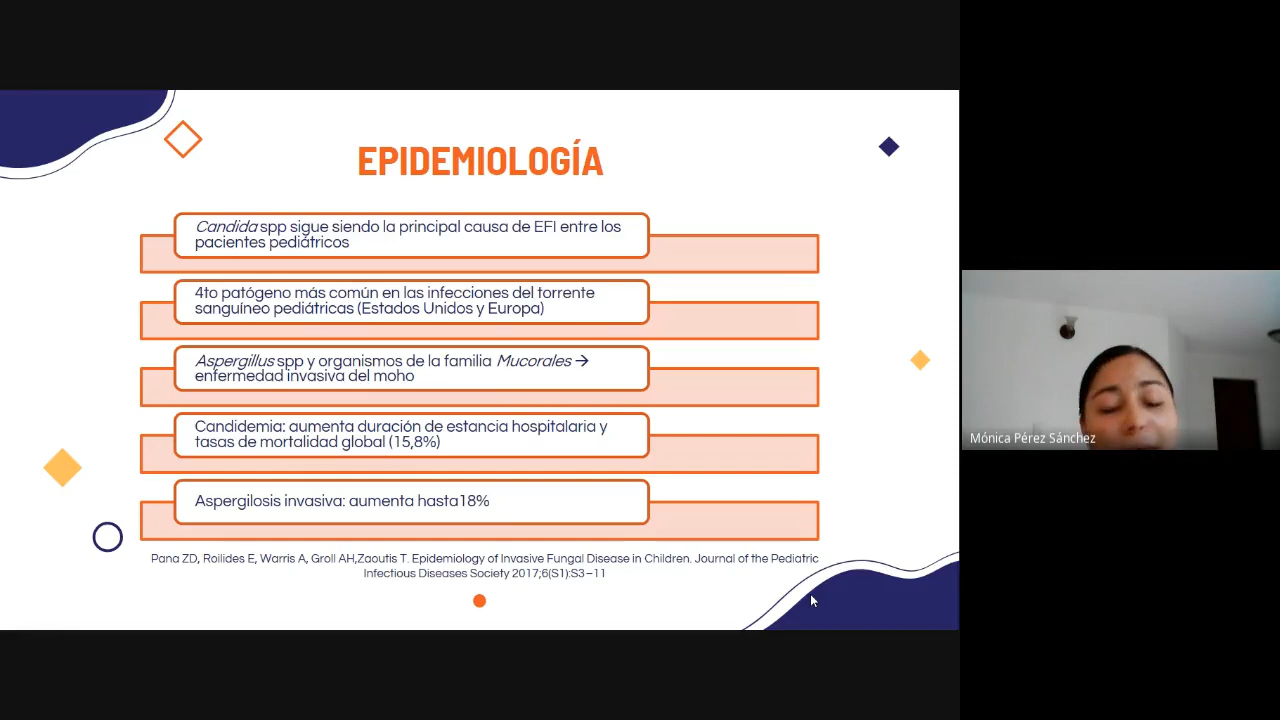 EPIDEMIOLOGÍA
Candida spp sigue siendo la principal causa de EFI entre los
pacientes pediátricos
4to patógeno más común en las infecciones del torrente
sanguíneo pediátricas (Estados Unidos y Europa)
Aspergillus spp y organismos de la familia Mucorales →
enfermedad invasiva del moho
Candidemia: aumenta duración de estancia hospitalaria y
tasas de mortalidad global (15,8%)
Aspergilosis invasiva: aumenta hasta18%
Pana ZD, Roilides E, Warris A, Groll AH,Zaoutis T. Epidemiology of Invasive Fungal Disease in Children. Journal of the Pediatric
Infectious Diseases Society 2017;6(S1):S3–11
Mónica Pérez Sánchez